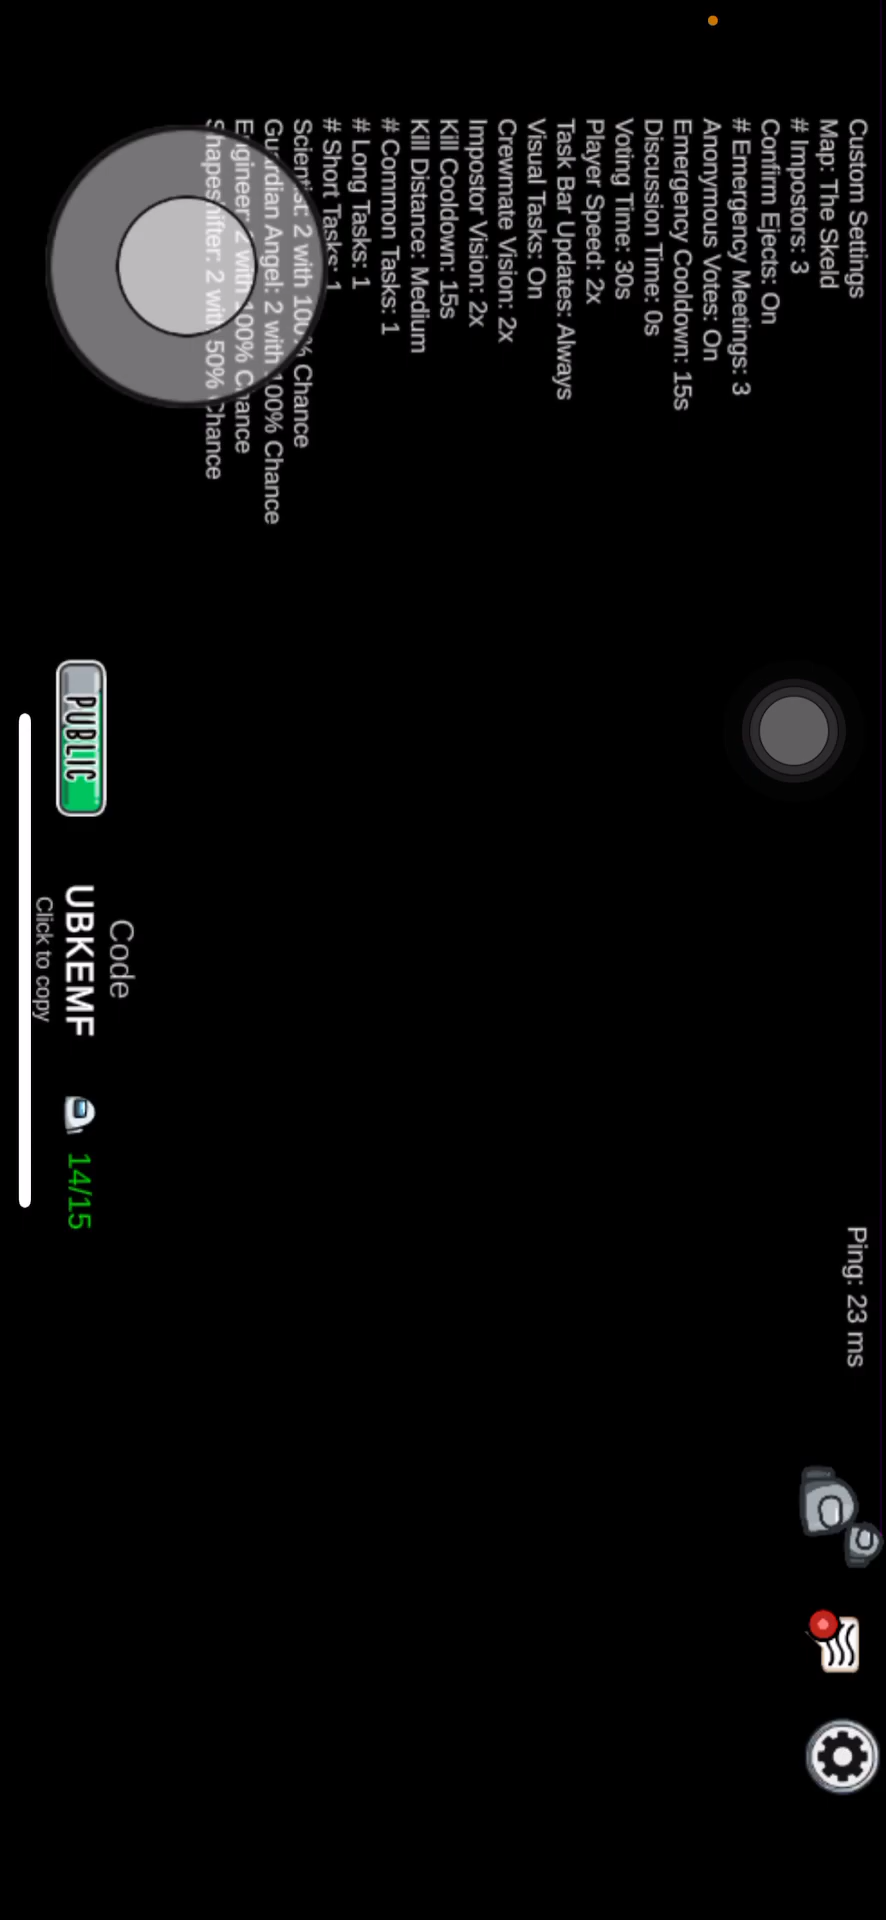 Custom Settings
Map: The Skeld
# Impostors: 3
Confirm Ejects: On
# Emergency Meetings: 3
Anonymous Votes: On
Emergency Cooldown: 15s
Discussion Time: 0s
Voting Time: 30s
Player Speed: 2x
Task Bar Updates: Always
Visual Tasks: On
Crewmate Vision: 2x
Impostor Vision: 2x
Kill Cooldown: 15s
Kill Distance: Medium
# Common Tasks: 1
# Long Tasks: 1
# Short Tasks: 1
Scientist: 2 with 100% Chance
Guardian Angel: 2 with 100% Chance
Engineer: 2 with 100% Chance
Shapeshifter: 2 with 50% Chance
Ping: 23 ms
PUBLIC
Code
UBKEMF
Click to copy
14/15